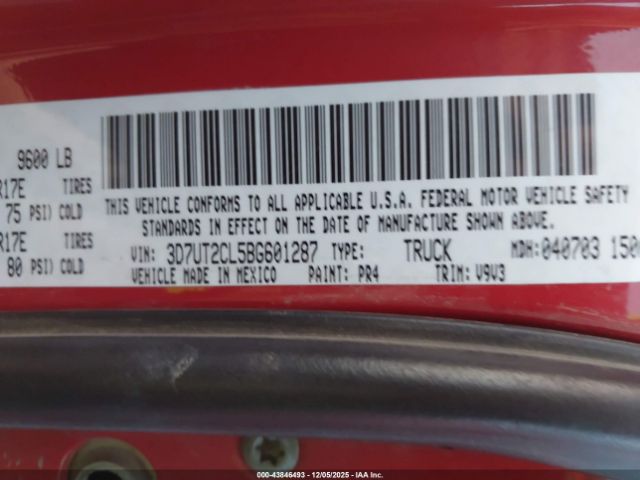 9600 LB
R17E TIRES
75 PSI) COLD
R17E TIRES
80 PSI) COLD
THIS VEHICLE CONFORMS TO ALL APPLICABLE U.S.A. FEDERAL MOTOR VEHICLE SAFETY
STANDARDS IN EFFECT ON THE DATE OF MANUFACTURE SHOWN ABOVE.
VIN: 3D7UT2CL5BG601287 TYPE: TRUCK MDH: 040703 150
VEHICLE MADE IN MEXICO PAINT: PR4 TRIM: V9V3
--00-43846493 - 12/05/2025 - IAA Inc.--